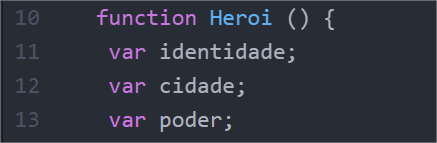 10 function Heroi () {
11 var identidade;
12 var cidade;
13 var poder;